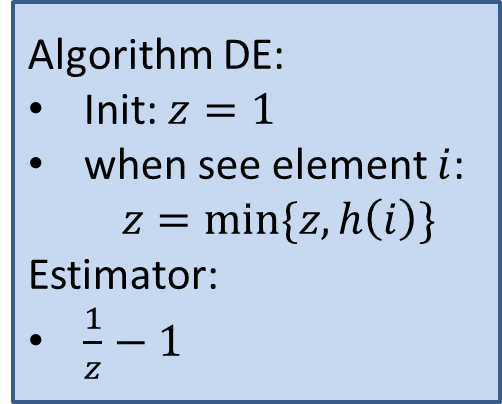 Algorithm DE:
• Init: 𝑧 = 1
• when see element 𝑖:
𝑧 = min{𝑧, ℎ(𝑖)}
Estimator:
• 1/𝑧 − 1